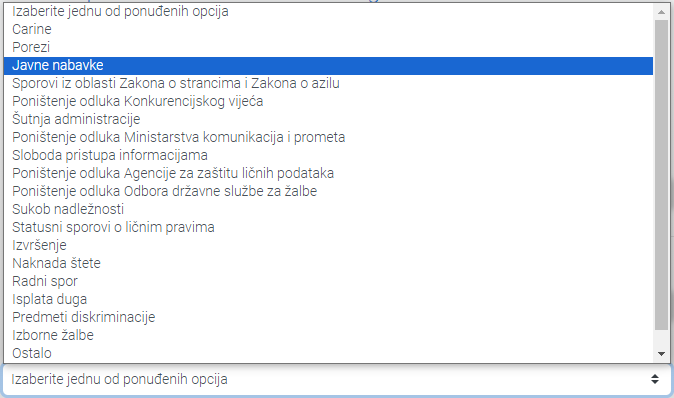 Izaberite jednu od ponuđenih opcija
Carine
Porezi
Javne nabavke
Sporovi iz oblasti Zakona o strancima i Zakona o azilu
Poništenje odluka Konkurencijskog vijeća
Šutnja administracije
Poništenje odluka Ministarstva komunikacija i prometa
Sloboda pristupa informacijama
Poništenje odluka Agencije za zaštitu ličnih podataka
Poništenje odluka Odbora državne službe za žalbe
Sukob nadležnosti
Statusni sporovi o ličnim pravima
Izvršenje
Naknada štete
Radni spor
Isplata duga
Predmeti diskriminacije
Izborne žalbe
Ostalo
Izaberite jednu od ponuđenih opcija